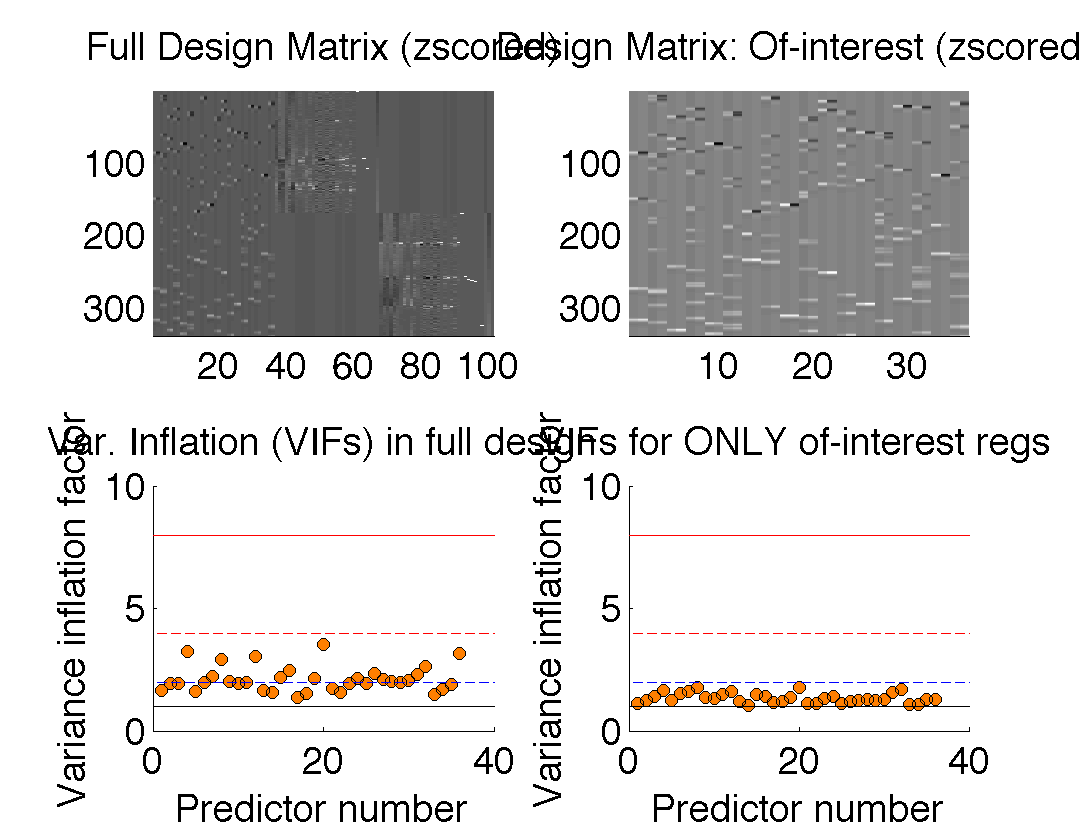 Full Design Matrix (zscored)
Design Matrix: Of-interest (zscored
100
200
300
20 40 60 80 100
100
200
300
10 20 30
Var. Inflation (VIFs) in full design
VIFs for ONLY of-interest regs
Variance inflation factor
10
5
0
0 20 40
Predictor number
Variance inflation factor
10
5
0
0 20 40
Predictor number